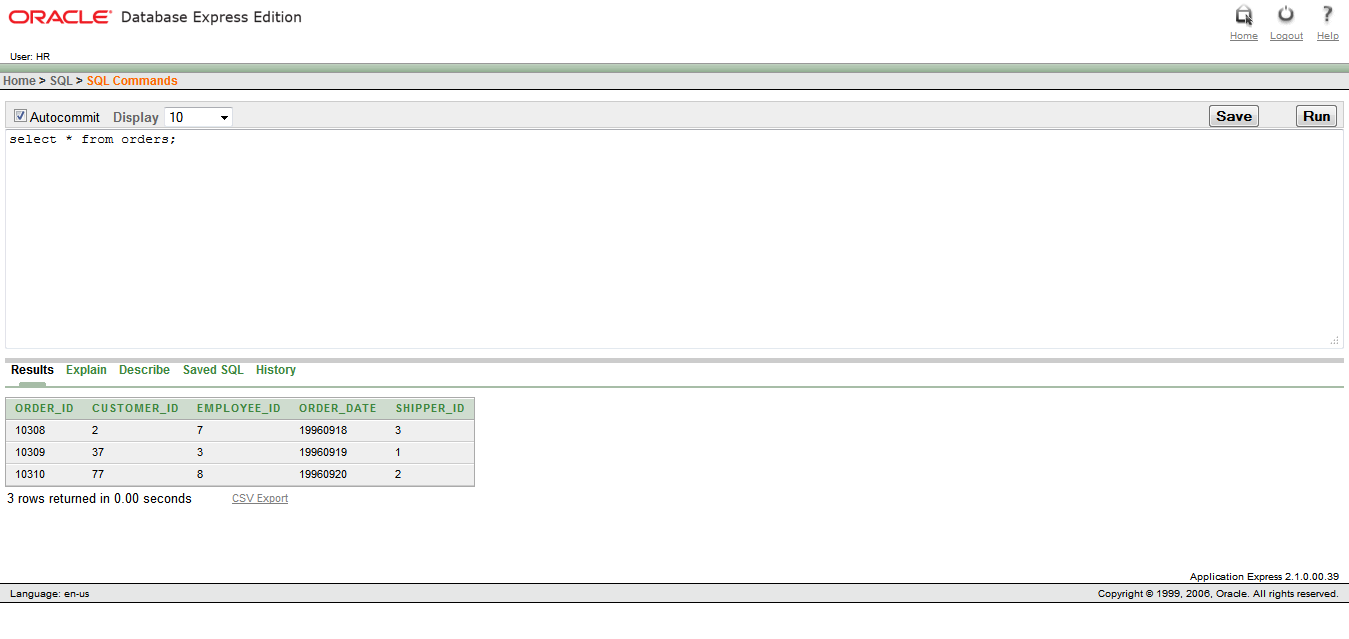 ORACLE® Database Express Edition
Home Logout Help
User: HR
Home > SQL > SQL Commands
Autocommit Display 10 Save Run
select * from orders;
Results Explain Describe Saved SQL History
ORDER_ID CUSTOMER_ID EMPLOYEE_ID ORDER_DATE SHIPPER_ID
10308 2 7 19960918 3
10309 37 3 19960919 1
10310 77 8 19960920 2
3 rows returned in 0.00 seconds CSV Export
Application Express 2.1.0.00.39
Language: en-us Copyright © 1999, 2006, Oracle. All rights reserved.